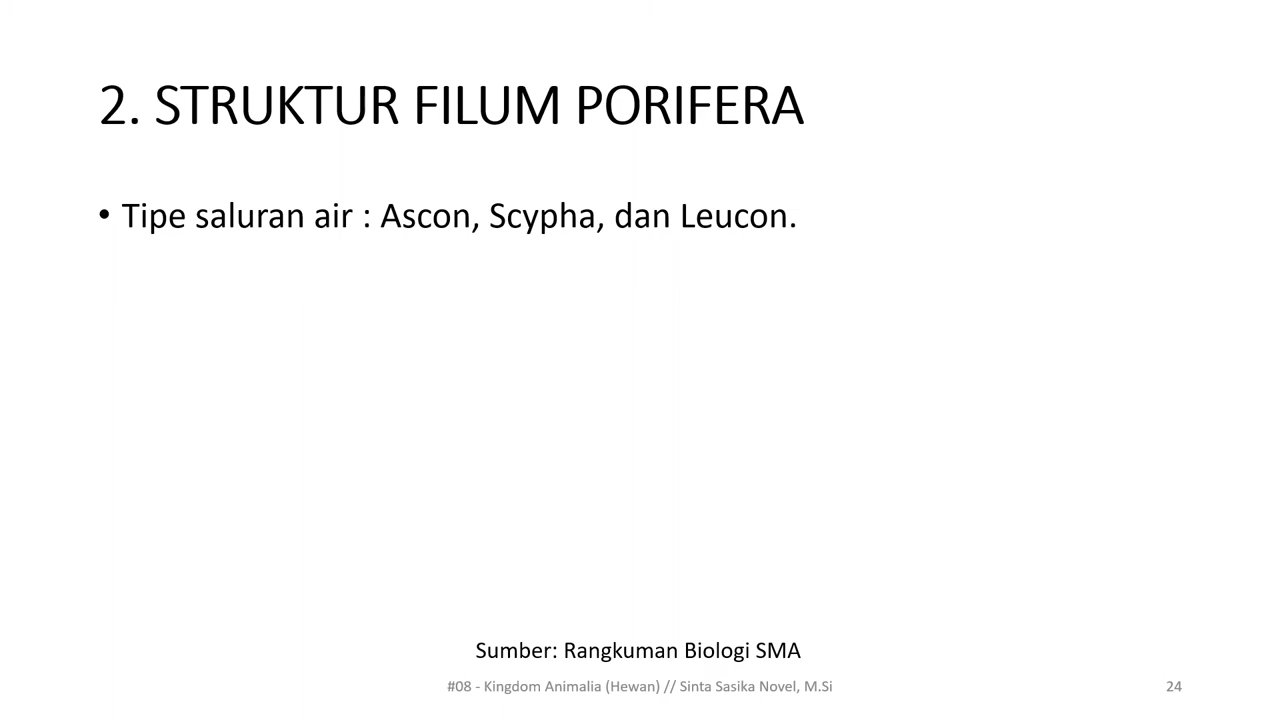 2. STRUKTUR FILUM PORIFERA
• Tipe saluran air : Ascon, Scypha, dan Leucon.
Sumber: Rangkuman Biologi SMA
#08 - Kingdom Animalia (Hewan) // Sinta Sasika Novel, M.Si
24